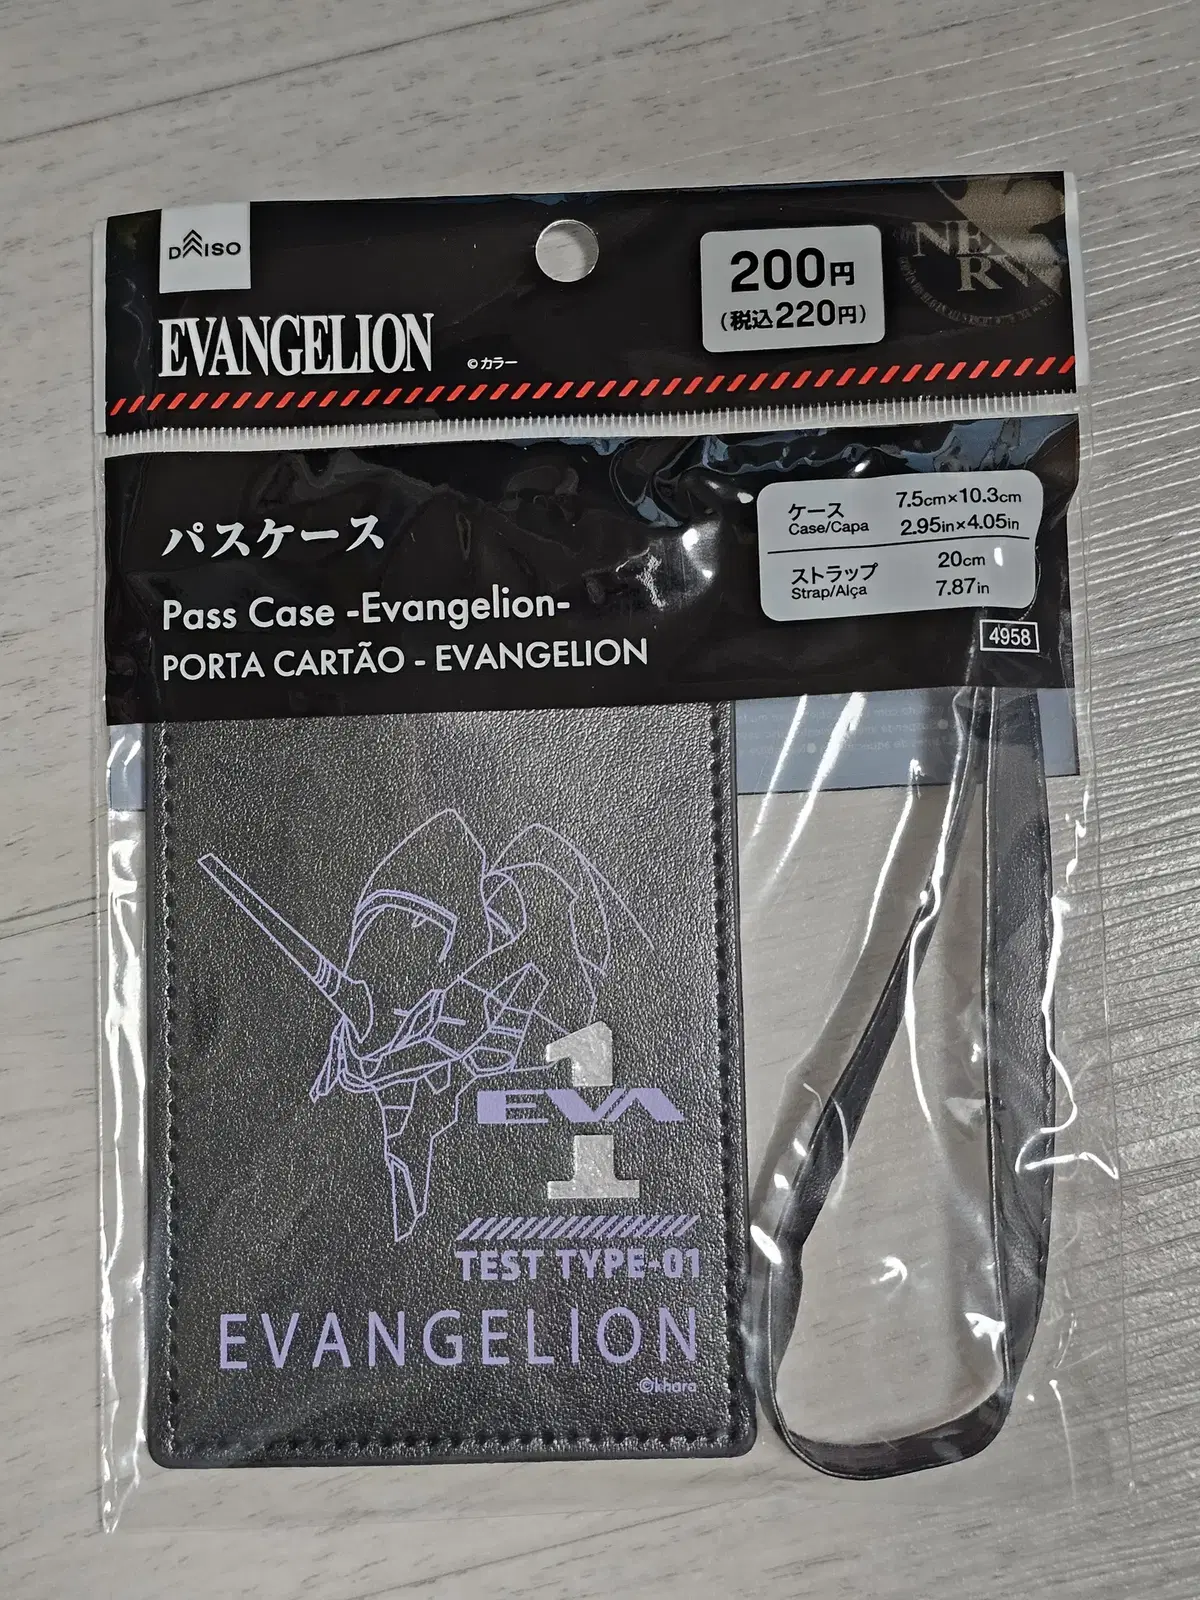 DAISO
200円
(税込220円)
NERV
EVANGELION
©カラー
パスケース
Pass Case -Evangelion-
PORTA CARTÃO - EVANGELION
ケース 7.5cm×10.3cm
Case/Capa 2.95in×4.05in
ストラップ 20cm
Strap/Alça 7.87in
4958
1
EVA
TEST TYPE-01
EVANGELION
©khara